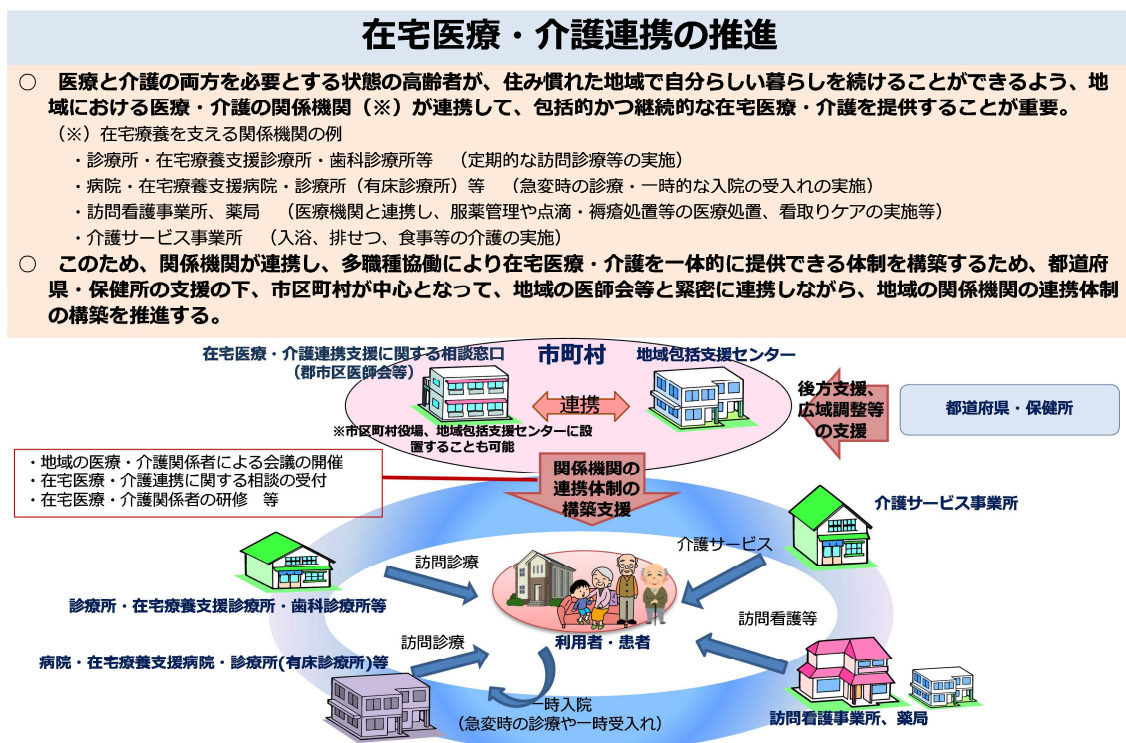 在宅医療・介護連携の推進
○　医療と介護の両方を必要とする状態の高齢者が、住み慣れた地域で自分らしい暮らしを続けることができるよう、地
域における医療・介護の関係機関（※）が連携して、包括的かつ継続的な在宅医療・介護を提供することが重要。
（※）在宅療養を支える関係機関の例
・診療所・在宅療養支援診療所・歯科診療所等　（定期的な訪問診療等の実施）
・病院・在宅療養支援病院・診療所（有床診療所）等　（急変時の診療・一時的な入院の受入れの実施）
・訪問看護事業所、薬局　（医療機関と連携し、服薬管理や点滴・褥瘡処置等の医療処置、看取りケアの実施等）
・介護サービス事業所　（入浴、排せつ、食事等の介護の実施）
○　このため、関係機関が連携し、多職種協働により在宅医療・介護を一体的に提供できる体制を構築するため、都道府
県・保健所の支援の下、市区町村が中心となって、地域の医師会等と緊密に連携しながら、地域の関係機関の連携体制
の構築を推進する。
在宅医療・介護連携支援に関する相談窓口
（郡市区医師会等）
市町村
地域包括支援センター
連携
※市区町村役場、地域包括支援センターに設
置することも可能
後方支援、
広域調整等
の支援
都道府県・保健所
・地域の医療・介護関係者による会議の開催
・在宅医療・介護連携に関する相談の受付
・在宅医療・介護関係者の研修　等
関係機関の
連携体制の
構築支援
介護サービス事業所
介護サービス
訪問診療
診療所・在宅療養支援診療所・歯科診療所等
利用者・患者
訪問看護等
訪問診療
病院・在宅療養支援病院・診療所(有床診療所)等
一時入院
（急変時の診療や一時受入れ）
訪問看護事業所、薬局